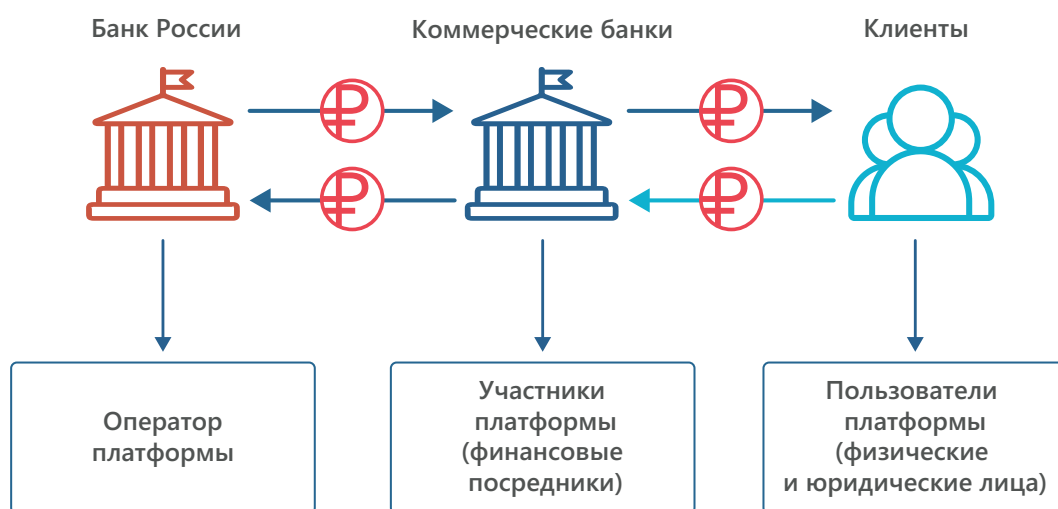 Банк России
Коммерческие банки
Клиенты
Оператор
платформы
Участники
платформы
(финансовые
посредники)
Пользователи
платформы
(физические
и юридические лица)